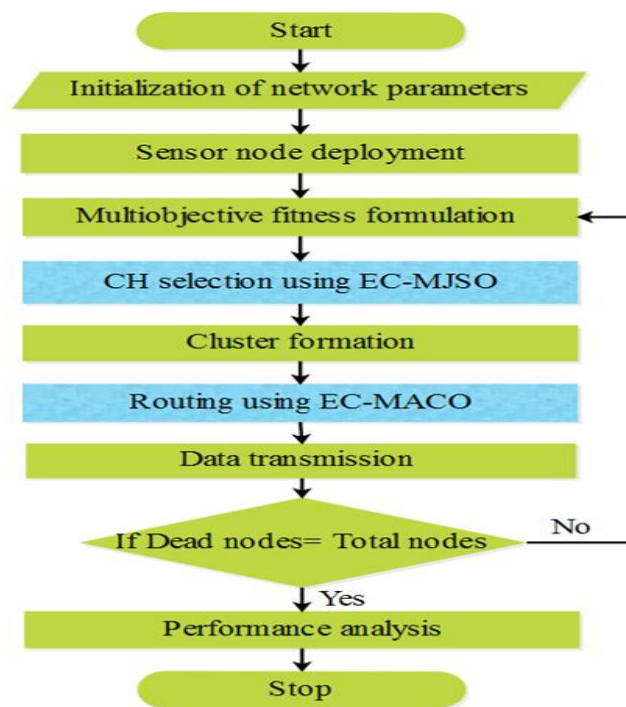 Start
Initialization of network parameters
Sensor node deployment
Multiobjective fitness formulation
CH selection using EC-MJSO
Cluster formation
Routing using EC-MACO
Data transmission
If Dead nodes= Total nodes
No
Yes
Performance analysis
Stop